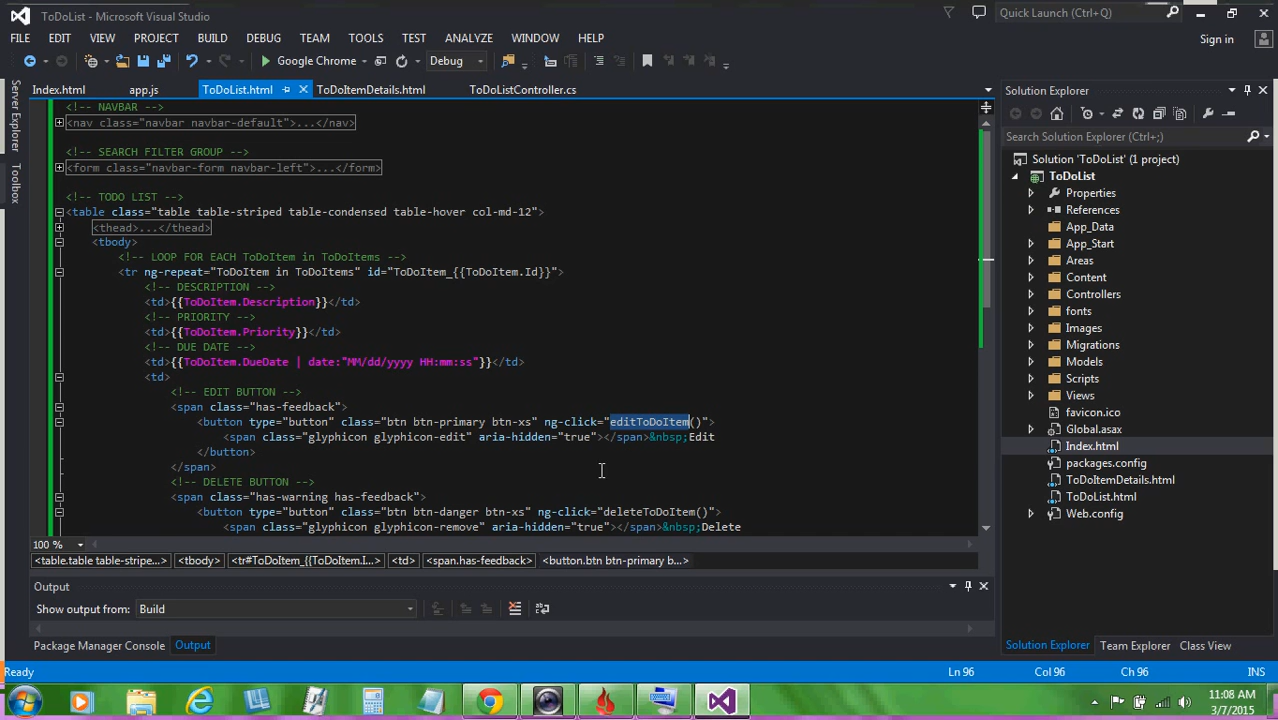 ToDoList - Microsoft Visual Studio
Quick Launch (Ctrl+Q)
FILE EDIT VIEW PROJECT BUILD DEBUG TEAM TOOLS TEST ANALYZE WINDOW HELP
Sign in
Google Chrome
Debug
Server Explorer
Toolbox
Index.html app.js ToDoList.html ToDoItemDetails.html ToDoListController.cs
<!-- NAVBAR -->
<nav class="navbar navbar-default">...</nav>
<!-- SEARCH FILTER GROUP -->
<form class="navbar-form navbar-left">...</form>
<!-- TODO LIST -->
<table class="table table-striped table-condensed table-hover col-md-12">
<thead>...</thead>
<tbody>
<!-- LOOP FOR EACH ToDoItem in ToDoItems -->
<tr ng-repeat="ToDoItem in ToDoItems" id="ToDoItem_{{ToDoItem.Id}}">
<!-- DESCRIPTION -->
<td>{{ToDoItem.Description}}</td>
<!-- PRIORITY -->
<td>{{ToDoItem.Priority}}</td>
<!-- DUE DATE -->
<td>{{ToDoItem.DueDate | date:"MM/dd/yyyy HH:mm:ss"}}</td>
<td>
<!-- EDIT BUTTON -->
<span class="has-feedback">
<button type="button" class="btn btn-primary btn-xs" ng-click="editToDoItem()">
<span class="glyphicon glyphicon-edit" aria-hidden="true"></span>&nbsp;Edit
</button>
</span>
<!-- DELETE BUTTON -->
<span class="has-warning has-feedback">
<button type="button" class="btn btn-danger btn-xs" ng-click="deleteToDoItem()">
<span class="glyphicon glyphicon-remove" aria-hidden="true"></span>&nbsp;Delete
100 %
<table.table table-stripe...> <tbody> <tr#ToDoItem_{{ToDoItem.I...> <td> <span.has-feedback> <button.btn btn-primary b...>
Output
Show output from: Build
Package Manager Console Output
Solution Explorer
Search Solution Explorer (Ctrl+;)
Solution 'ToDoList' (1 project)
ToDoList
Properties
References
App_Data
App_Start
Areas
Content
Controllers
fonts
Images
Migrations
Models
Scripts
Views
favicon.ico
Global.asax
Index.html
packages.config
ToDoItemDetails.html
ToDoList.html
Web.config
Solution Explorer Team Explorer Class View
Ready Ln 96 Col 96 Ch 96 INS
11:08 AM
3/7/2015